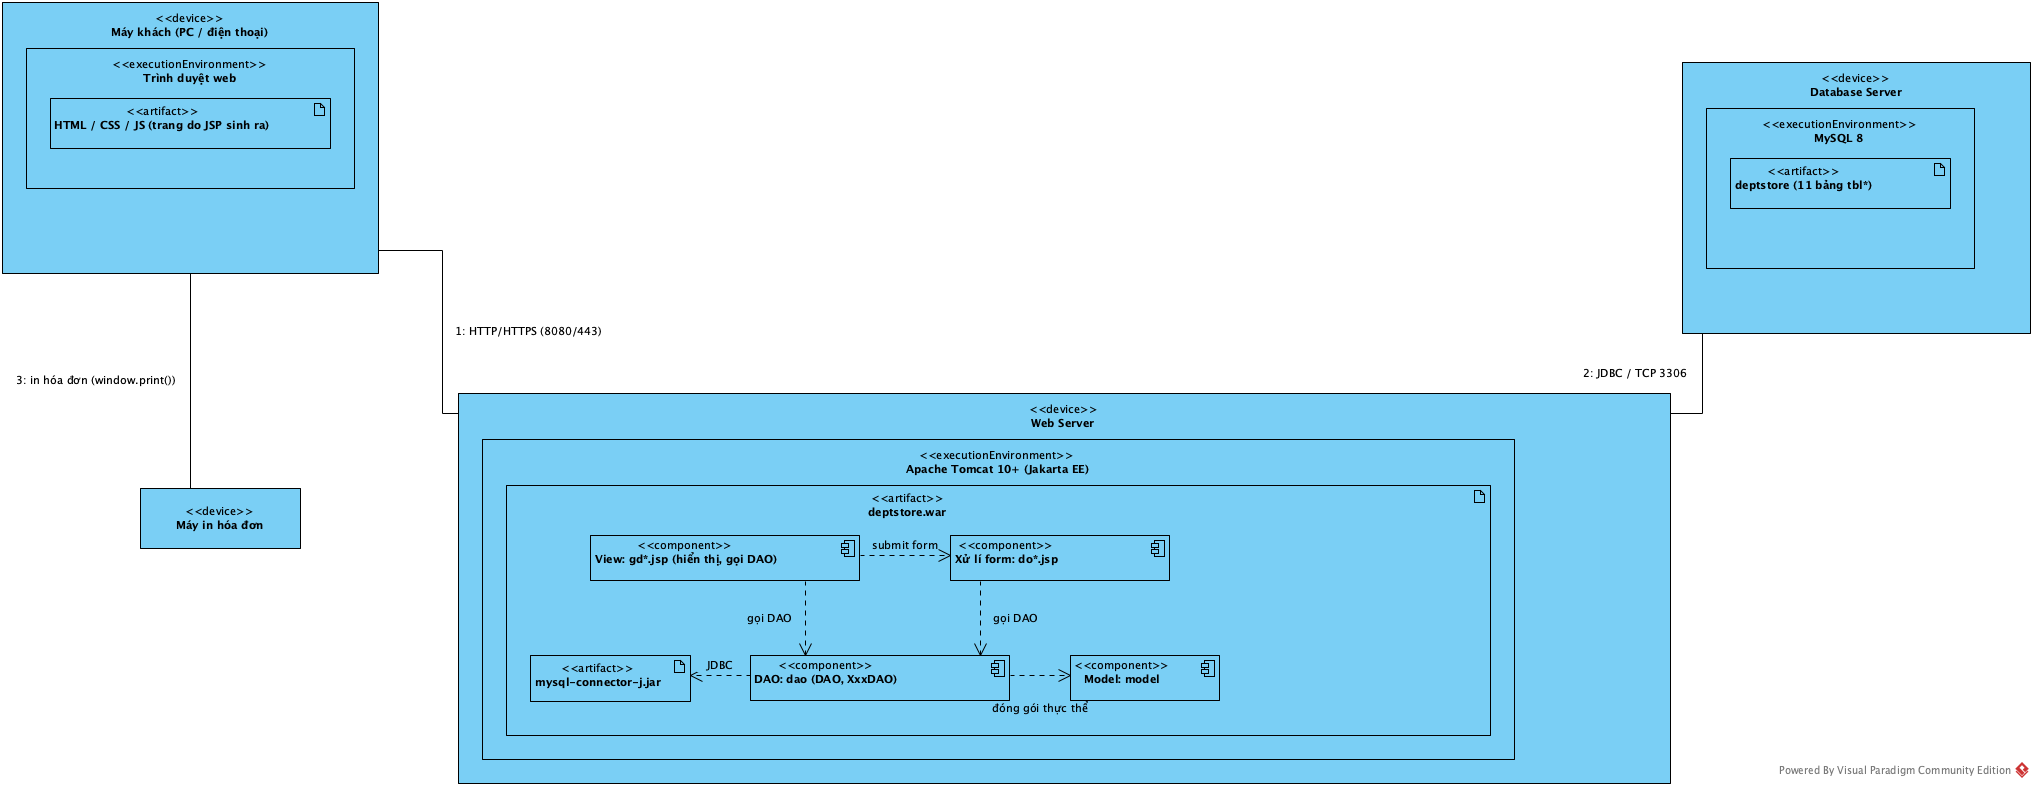 <<device>>
Máy khách (PC / điện thoại)
<<executionEnvironment>>
Trình duyệt web
<<artifact>>
HTML / CSS / JS (trang do JSP sinh ra)
<<device>>
Database Server
<<executionEnvironment>>
MySQL 8
<<artifact>>
deptstore (11 bảng tbl*)
1: HTTP/HTTPS (8080/443)
3: in hóa đơn (window.print())
2: JDBC / TCP 3306
<<device>>
Máy in hóa đơn
<<device>>
Web Server
<<executionEnvironment>>
Apache Tomcat 10+ (Jakarta EE)
<<artifact>>
deptstore.war
<<component>>
View: gd*.jsp (hiển thị, gọi DAO)
submit form
<<component>>
Xử lí form: do*.jsp
gọi DAO
gọi DAO
<<artifact>>
mysql-connector-j.jar
JDBC
<<component>>
DAO: dao (DAO, XxxDAO)
<<component>>
Model: model
đóng gói thực thể
Powered By Visual Paradigm Community Edition